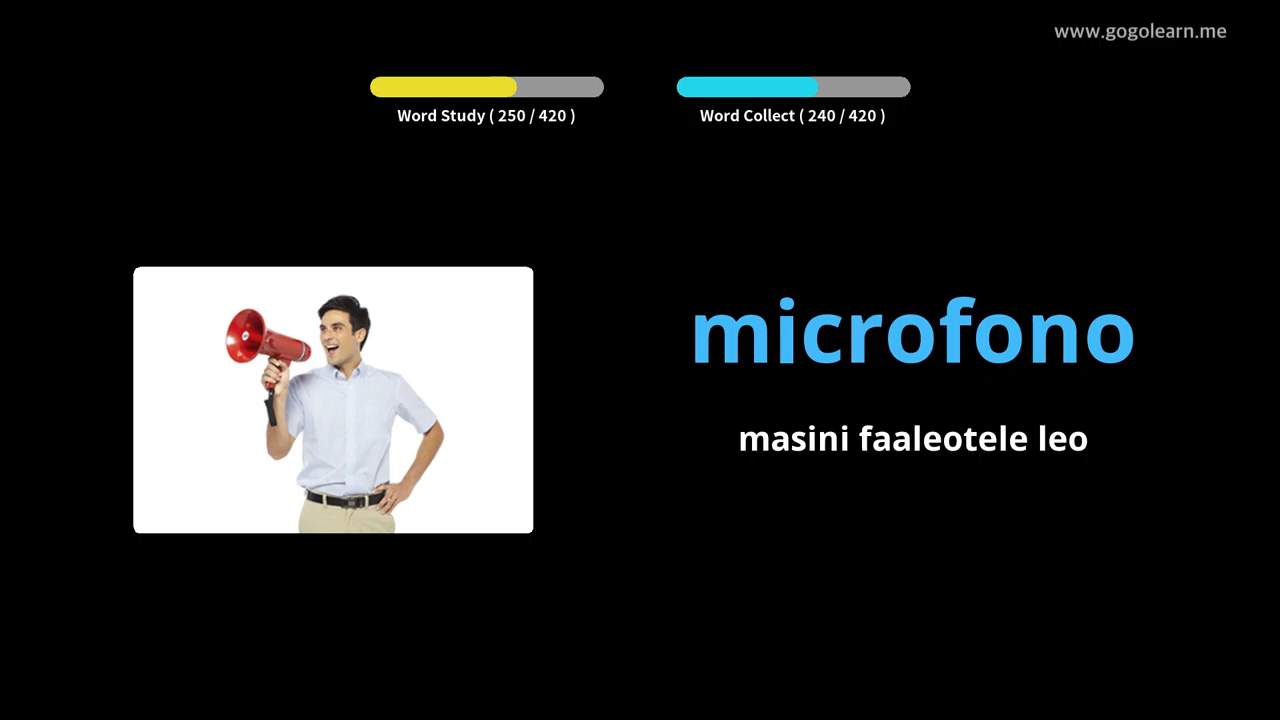 www.gogolearn.me
Word Study ( 250 / 420 )
Word Collect ( 240 / 420 )
microfono
masini faaleotele leo